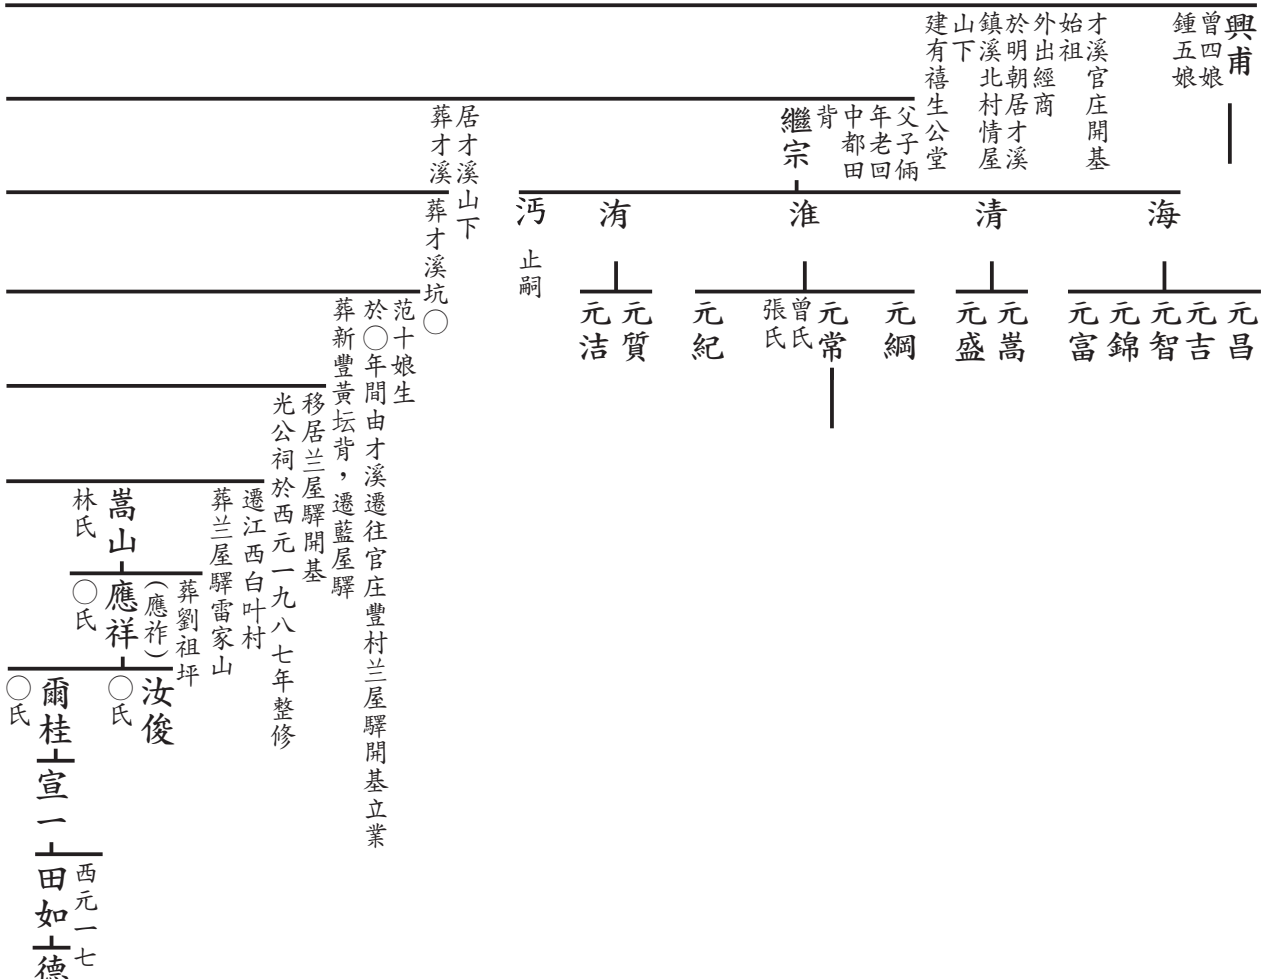 興甫
曾四娘
鍾五娘
才溪官庄開基
始祖
外出經商
於明朝居才溪
鎮溪北村情屋
山下
建有禧生公堂
父子倆
年老回
中都田
背
繼宗
海
清
淮
洧
沔
止嗣
元昌
元吉
元智
元錦
元富
元嵩
元盛
元綱
元常
曾氏
張氏
元紀
元質
元洁
居才溪山下
葬才溪
葬才溪坑○
范十娘生
於○年間由才溪遷往官庄豐村兰屋驛開基立業
葬新豐黃坛背，遷藍屋驛
移居兰屋驛開基
光公祠於西元一九八七年整修
遷江西白叶村
葬兰屋驛雷家山
嵩山
林氏
葬劉祖坪
(應祚)
應祥
○氏
汝俊
○氏
爾桂
○氏
宣一
西元一七
田如
德